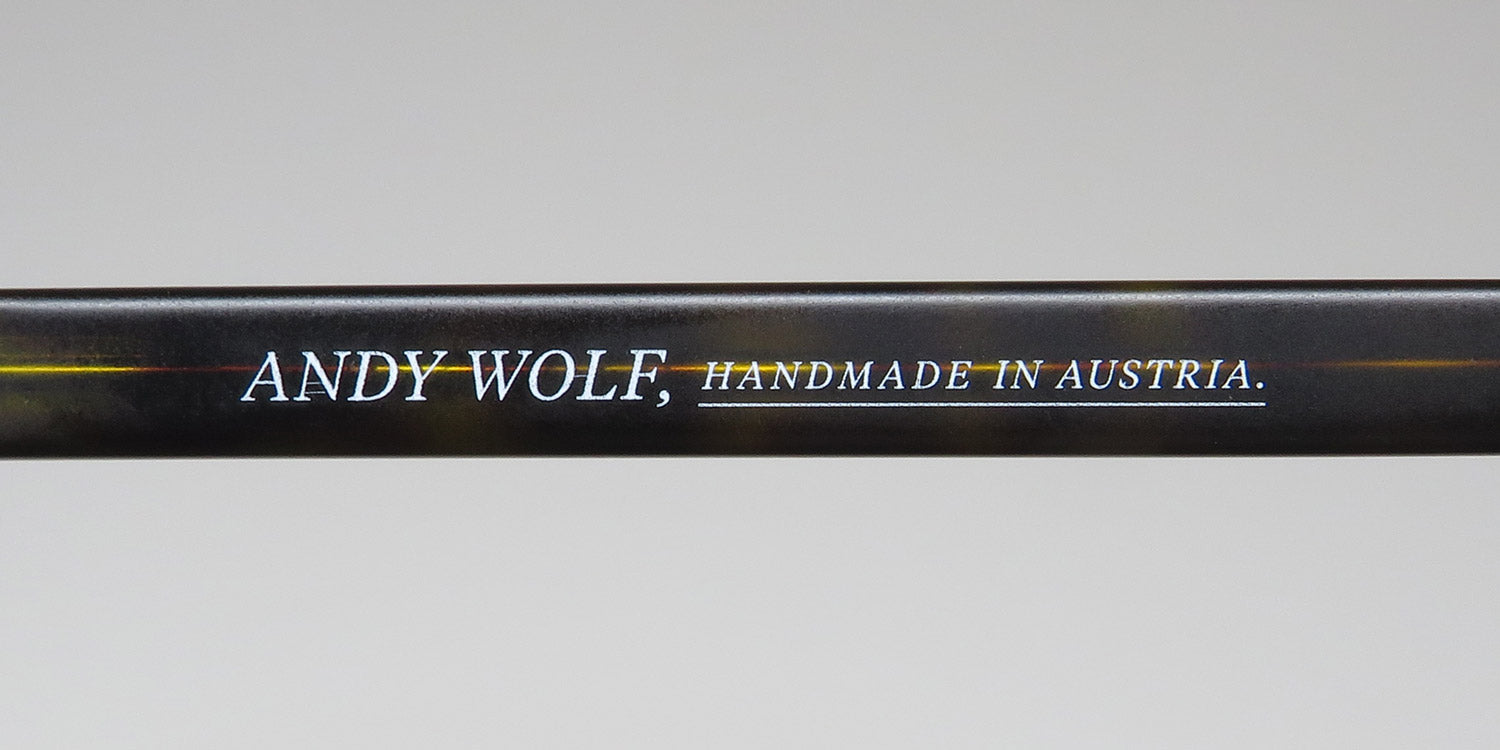 ANDY WOLF, HANDMADE IN AUSTRIA.